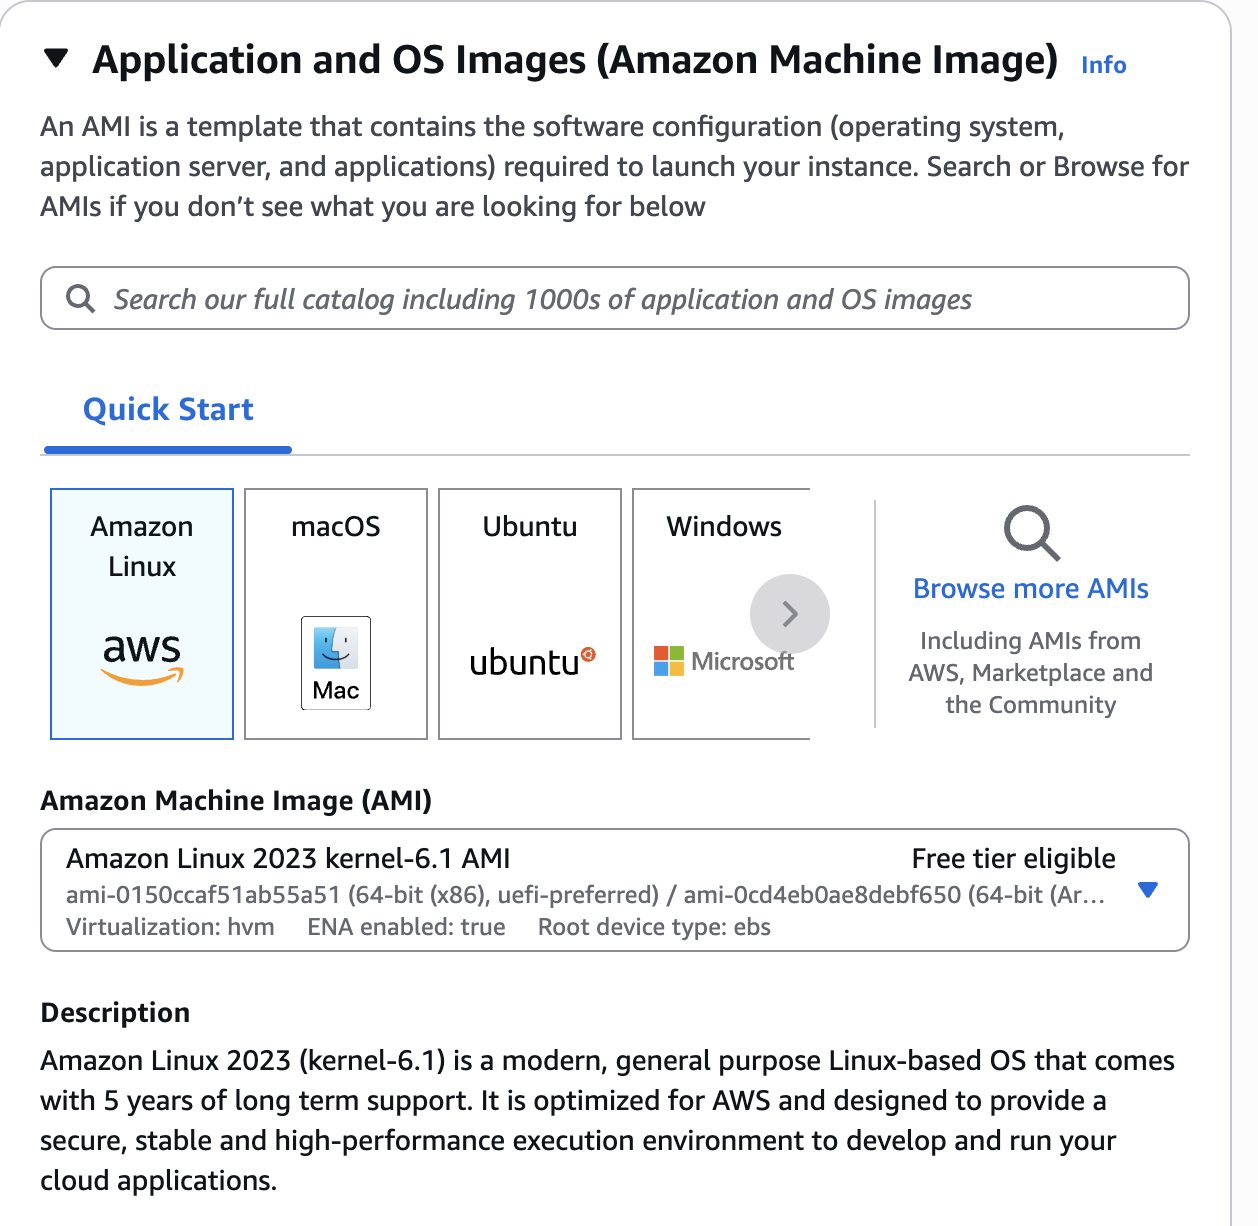 Application and OS Images (Amazon Machine Image) Info
An AMI is a template that contains the software configuration (operating system,
application server, and applications) required to launch your instance. Search or Browse for
AMIs if you don’t see what you are looking for below
Search our full catalog including 1000s of application and OS images
Quick Start
Amazon
Linux
aws
macOS
Mac
Ubuntu
ubuntu
Windows
Microsoft
Browse more AMIs
Including AMIs from
AWS, Marketplace and
the Community
Amazon Machine Image (AMI)
Amazon Linux 2023 kernel-6.1 AMI Free tier eligible
ami-0150ccaf51ab55a51 (64-bit (x86), uefi-preferred) / ami-0cd4eb0ae8debf650 (64-bit (Ar...
Virtualization: hvm ENA enabled: true Root device type: ebs
Description
Amazon Linux 2023 (kernel-6.1) is a modern, general purpose Linux-based OS that comes
with 5 years of long term support. It is optimized for AWS and designed to provide a
secure, stable and high-performance execution environment to develop and run your
cloud applications.